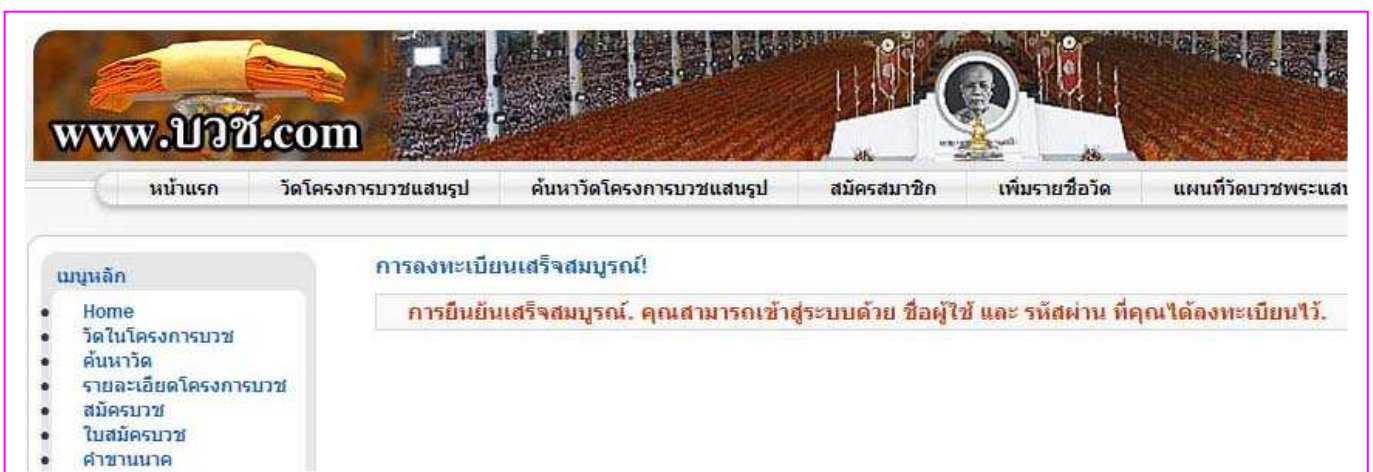 www.บวช.com
หน้าแรก วัดโครงการบวชแสนรูป ค้นหาวัดโครงการบวชแสนรูป สมัครสมาชิก เพิ่มรายชื่อวัด แผนที่วัดบวชพระแสน
เมนูหลัก
Home
วัดในโครงการบวช
ค้นหาวัด
รายละเอียดโครงการบวช
สมัครบวช
ใบสมัครบวช
คำขานนาค
การลงทะเบียนเสร็จสมบูรณ์!
การยืนยันเสร็จสมบูรณ์. คุณสามารถเข้าสู่ระบบด้วย ชื่อผู้ใช้ และ รหัสผ่าน ที่คุณได้ลงทะเบียนไว้.